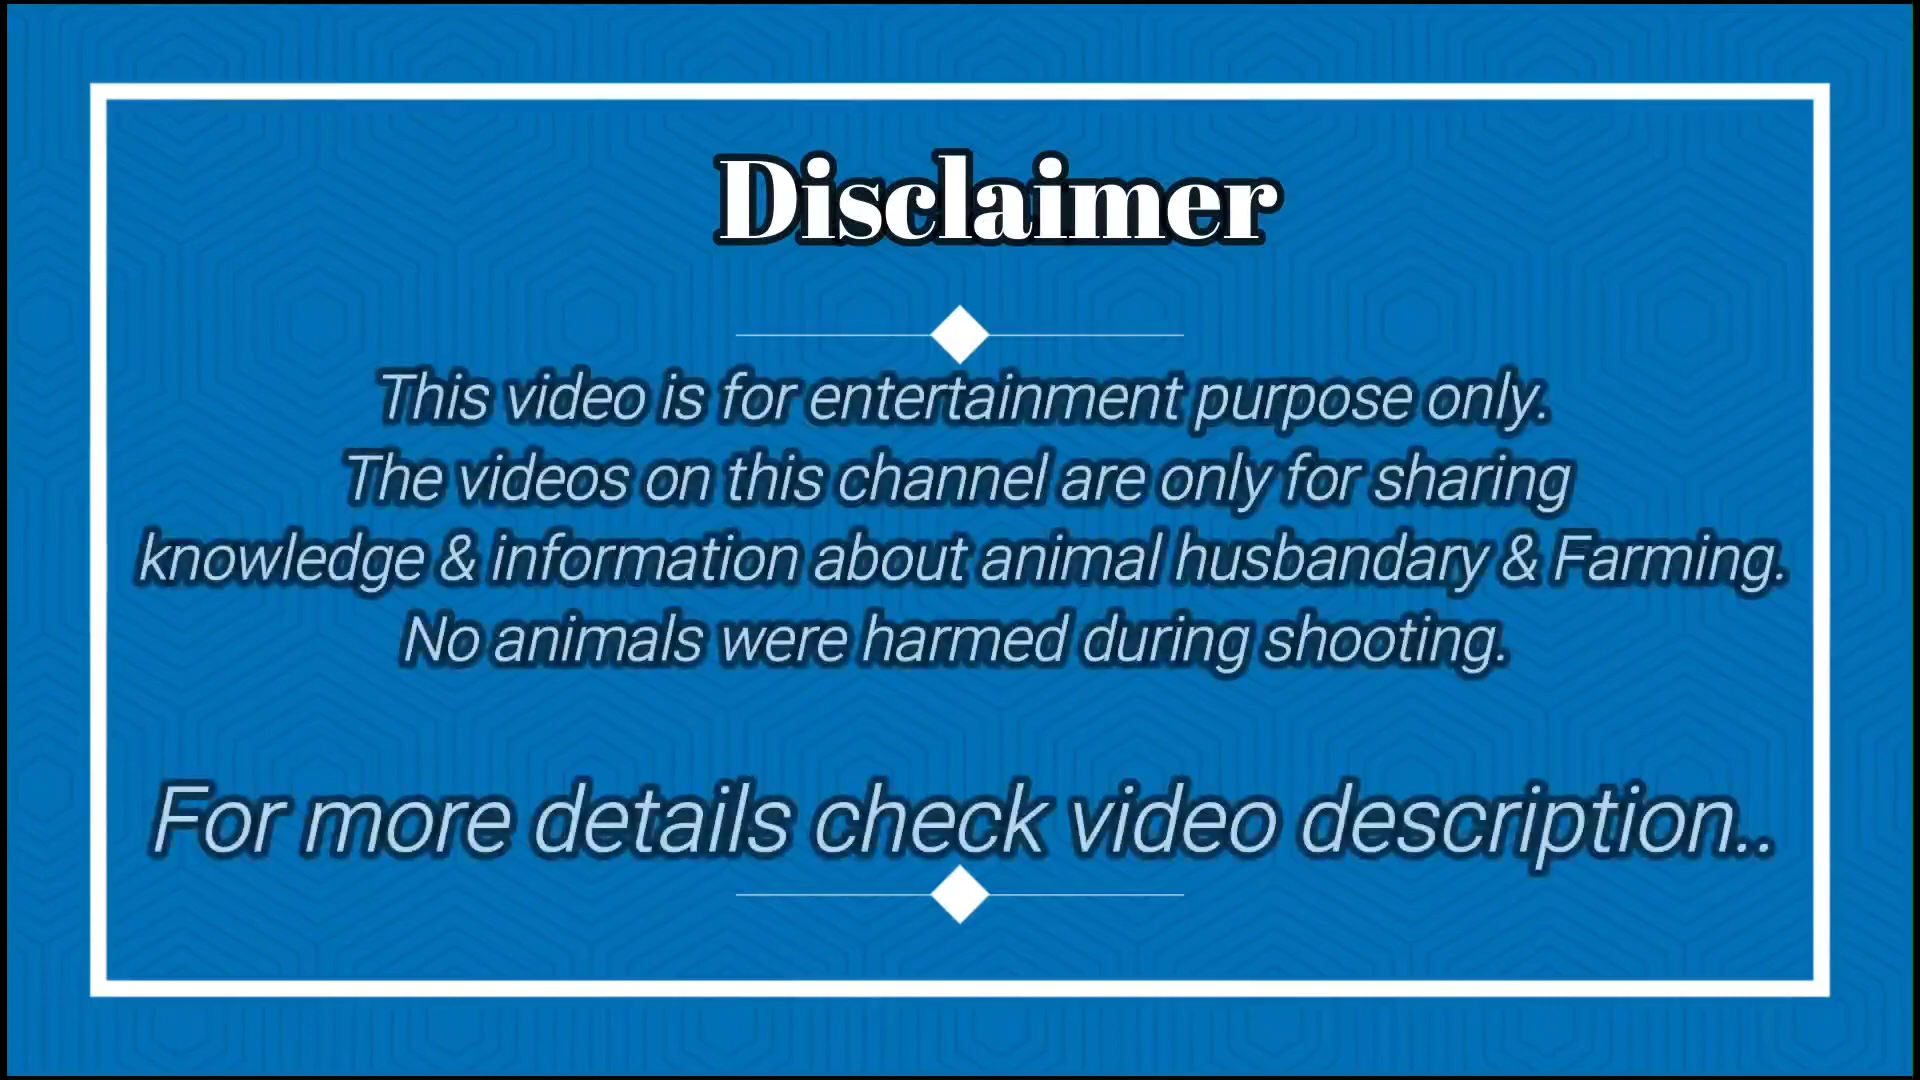 Disclaimer
This video is for entertainment purpose only.
The videos on this channel are only for sharing
knowledge & information about animal husbandary & Farming.
No animals were harmed during shooting.
For more details check video description..